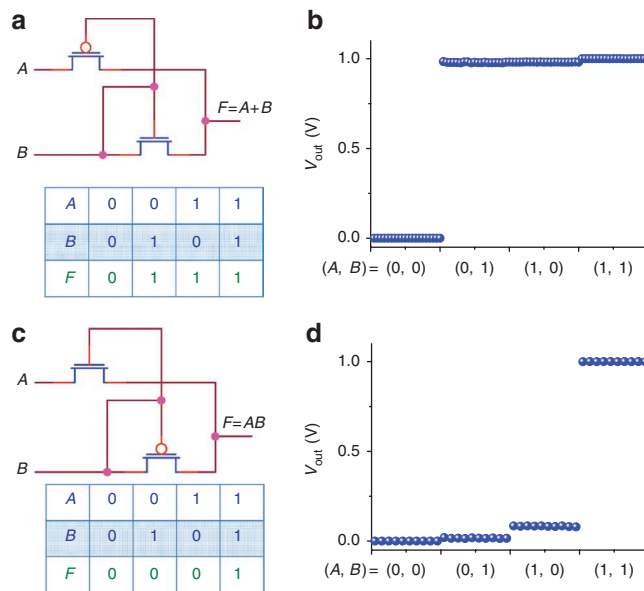 a
A
B
F=A+B
A 0 0 1 1
B 0 1 0 1
F 0 1 1 1
b
1.0
0.5
0.0
V_out (V)
(A, B) = (0, 0) (0, 1) (1, 0) (1, 1)
c
A
B
F=AB
A 0 0 1 1
B 0 1 0 1
F 0 0 0 1
d
1.0
0.5
0.0
V_out (V)
(A, B) = (0, 0) (0, 1) (1, 0) (1, 1)